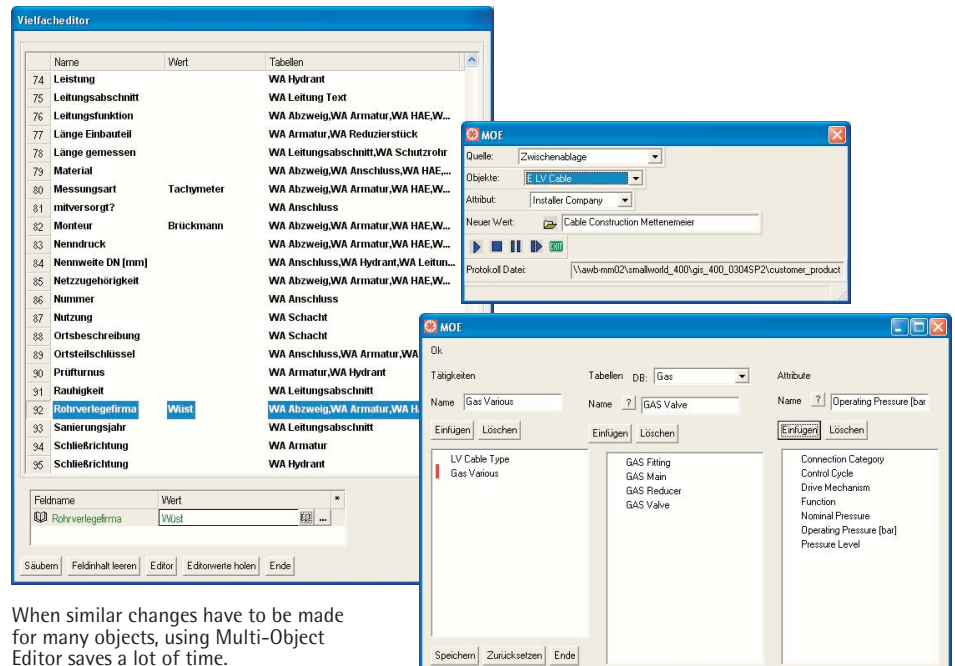 Vielfacheditor
Name Wert Tabellen
74 Leistung WA Hydrant
75 Leitungsabschnitt WA Leitung Text
76 Leitungsfunktion WA Abzweig,WA Armatur,WA HAE,W...
77 Länge Einbauteil WA Armatur,WA Reduzierstück
78 Länge gemessen WA Leitungsabschnitt,WA Schutzrohr
79 Material WA Abzweig,WA Anschluss,WA HAE,...
80 Messungsart Tachymeter WA Abzweig,WA Armatur,WA HAE,W...
81 mitversorgt? WA Anschluss
82 Monteur Brückmann WA Abzweig,WA Armatur,WA HAE,W...
83 Nenndruck WA Abzweig,WA Armatur,WA HAE,W...
84 Nennweite DN [mm] WA Anschluss,WA Hydrant,WA Leitun...
85 Netzzugehörigkeit WA Abzweig,WA Armatur,WA HAE,W...
86 Nummer WA Anschluss
87 Nutzung WA Schacht
88 Ortsbeschreibung WA Schacht
89 Ortsteilschlüssel WA Anschluss,WA Armatur,WA
90 Prüfturnus WA Armatur,WA Hydrant
91 Rauhigkeit WA Leitungsabschnitt
92 Rohrverlegefirma Wüst WA Abzweig,WA Armatur,WA H
93 Sanierungsjahr WA Leitungsabschnitt
94 Schließrichtung WA Armatur
95 Schließrichtung WA Hydrant
Feldname Wert *
Rohrverlegefirma Wüst ...
Säubern Feldinhalt leeren Editor Editorwerte holen Ende
MOE
Quelle: Zwischenablage
Objekte: E LV Cable
Attribut: Installer Company
Neuer Wert: Cable Construction Mettenemeier
EXIT
Protokoll Datei: \\awb-mm02\smallworld_400\gis_400_0304SP2\customer_product
MOE
Ok
Tätigkeiten Tabellen DB: Gas Attribute
Name Gas Various Name ? GAS Valve Name ? Operating Pressure [bar
Einfügen Löschen Einfügen Löschen Einfügen Löschen
LV Cable Type
Gas Various
GAS Fitting
GAS Main
GAS Reducer
GAS Valve
Connection Category
Control Cycle
Drive Mechanism
Function
Nominal Pressure
Operating Pressure [bar]
Pressure Level
Speichern Zurücksetzen Ende
When similar changes have to be made
for many objects, using Multi-Object
Editor saves a lot of time.